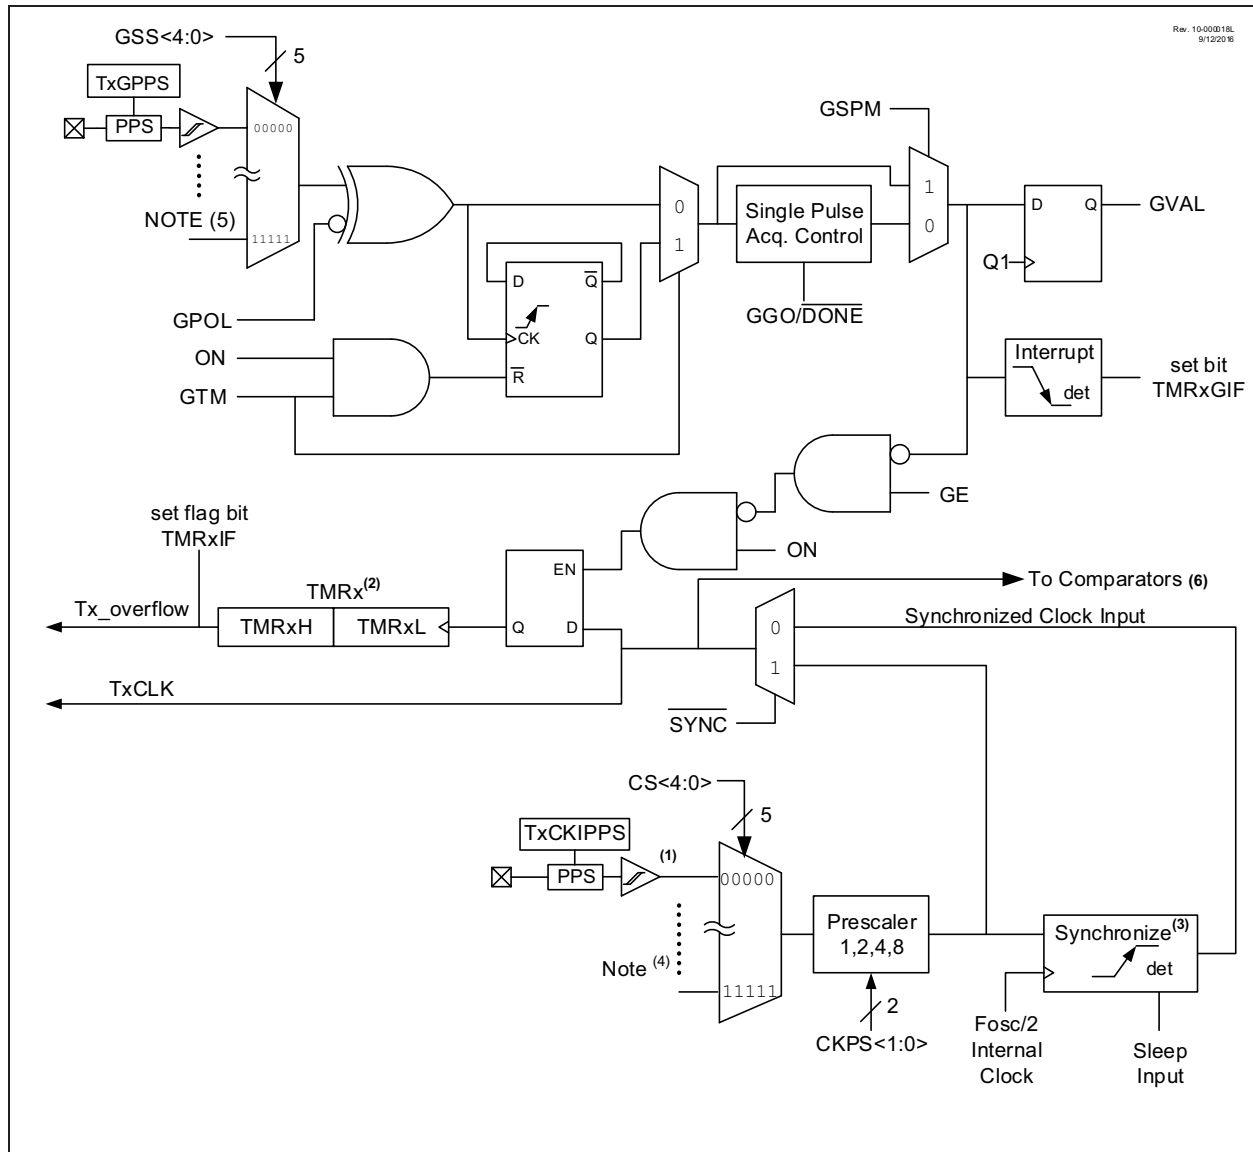 Rev. 10-000018L
9/12/2016
GSS<4:0>
5
TxGPPS
PPS
00000
NOTE (5)
11111
GPOL
ON
GTM
D
Q
CK
Q
R
0
1
Single Pulse
Acq. Control
GGO/DONE
GSPM
1
0
D
Q
Q1
GVAL
Interrupt
det
set bit
TMRxGIF
GE
ON
set flag bit
TMRxIF
Tx_overflow
TMRx(2)
TMRxH
TMRxL
EN
Q
D
TxCLK
To Comparators (6)
0
1
Synchronized Clock Input
SYNC
CS<4:0>
5
TxCKIPPS
PPS
(1)
00000
Note (4)
11111
Prescaler
1,2,4,8
2
CKPS<1:0>
Synchronize(3)
det
Fosc/2
Internal
Clock
Sleep
Input